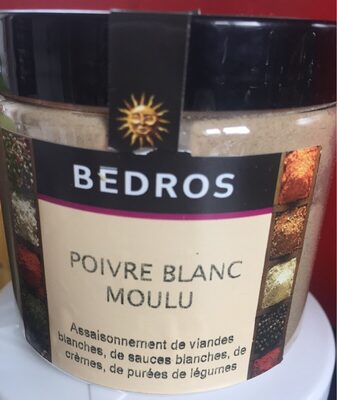 BEDROS
POIVRE BLANC
MOULU
Assaisonnement de viandes
blanches, de sauces blanches, de
crèmes, de purées de légumes